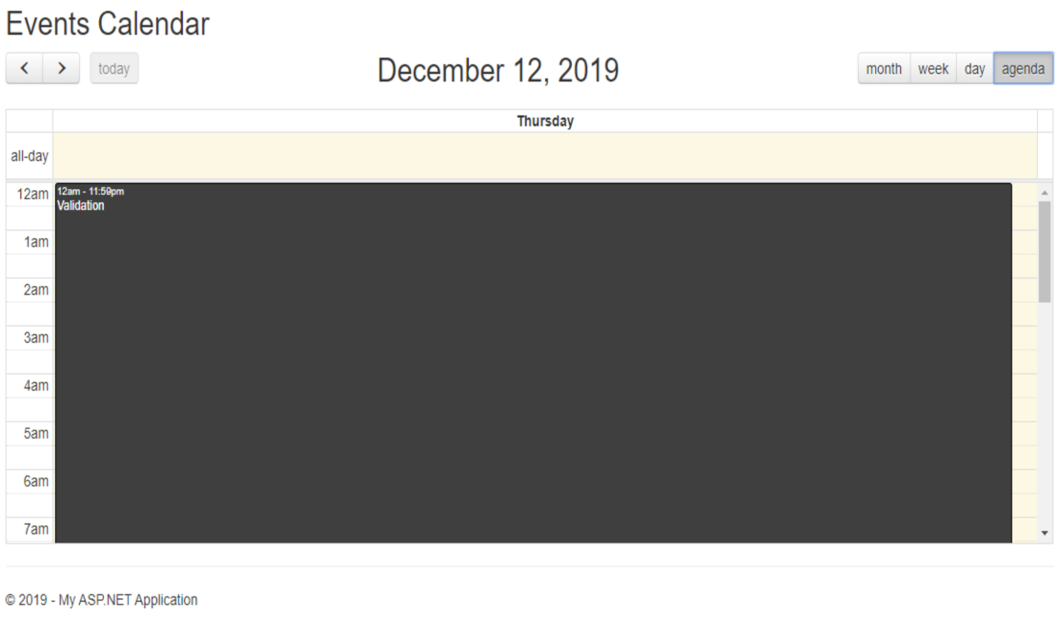 Events Calendar
today
December 12, 2019
month week day agenda
Thursday
all-day
12am
12am - 11:59pm
Validation
1am
2am
3am
4am
5am
6am
7am
© 2019 - My ASP.NET Application